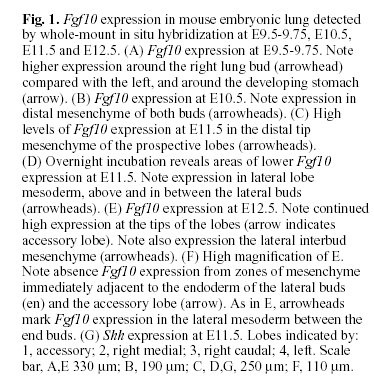 Fig. 1. Fgf10 expression in mouse embryonic lung detected
by whole-mount in situ hybridization at E9.5-9.75, E10.5,
E11.5 and E12.5. (A) Fgf10 expression at E9.5-9.75. Note
higher expression around the right lung bud (arrowhead)
compared with the left, and around the developing stomach
(arrow). (B) Fgf10 expression at E10.5. Note expression in
distal mesenchyme of both buds (arrowheads). (C) High
levels of Fgf10 expression at E11.5 in the distal tip
mesenchyme of the prospective lobes (arrowheads).
(D) Overnight incubation reveals areas of lower Fgf10
expression at E11.5. Note expression in lateral lobe
mesoderm, above and in between the lateral buds
(arrowheads). (E) Fgf10 expression at E12.5. Note continued
high expression at the tips of the lobes (arrow indicates
accessory lobe). Note also expression the lateral interbud
mesenchyme (arrowheads). (F) High magnification of E.
Note absence Fgf10 expression from zones of mesenchyme
immediately adjacent to the endoderm of the lateral buds
(en) and the accessory lobe (arrow). As in E, arrowheads
mark Fgf10 expression in the lateral mesoderm between the
end buds. (G) Shh expression at E11.5. Lobes indicated by:
1, accessory; 2, right medial; 3, right caudal; 4, left. Scale
bar, A,E 330 μm; B, 190 μm; C, D,G, 250 μm; F, 110 μm.